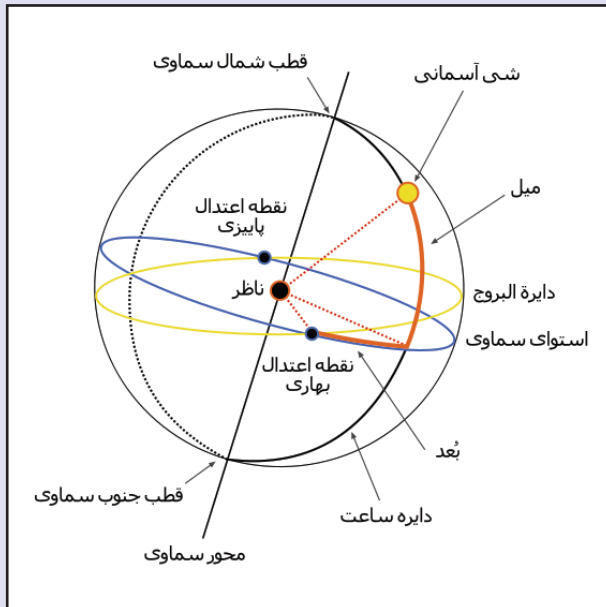 قطب شمال سماوی
شی آسمانی
میل
نقطه اعتدال
پاییزی
ناظر
دایرة البروج
استوای سماوی
نقطه اعتدال
بهاری
بُعد
قطب جنوب سماوی
دایره ساعت
محور سماوی